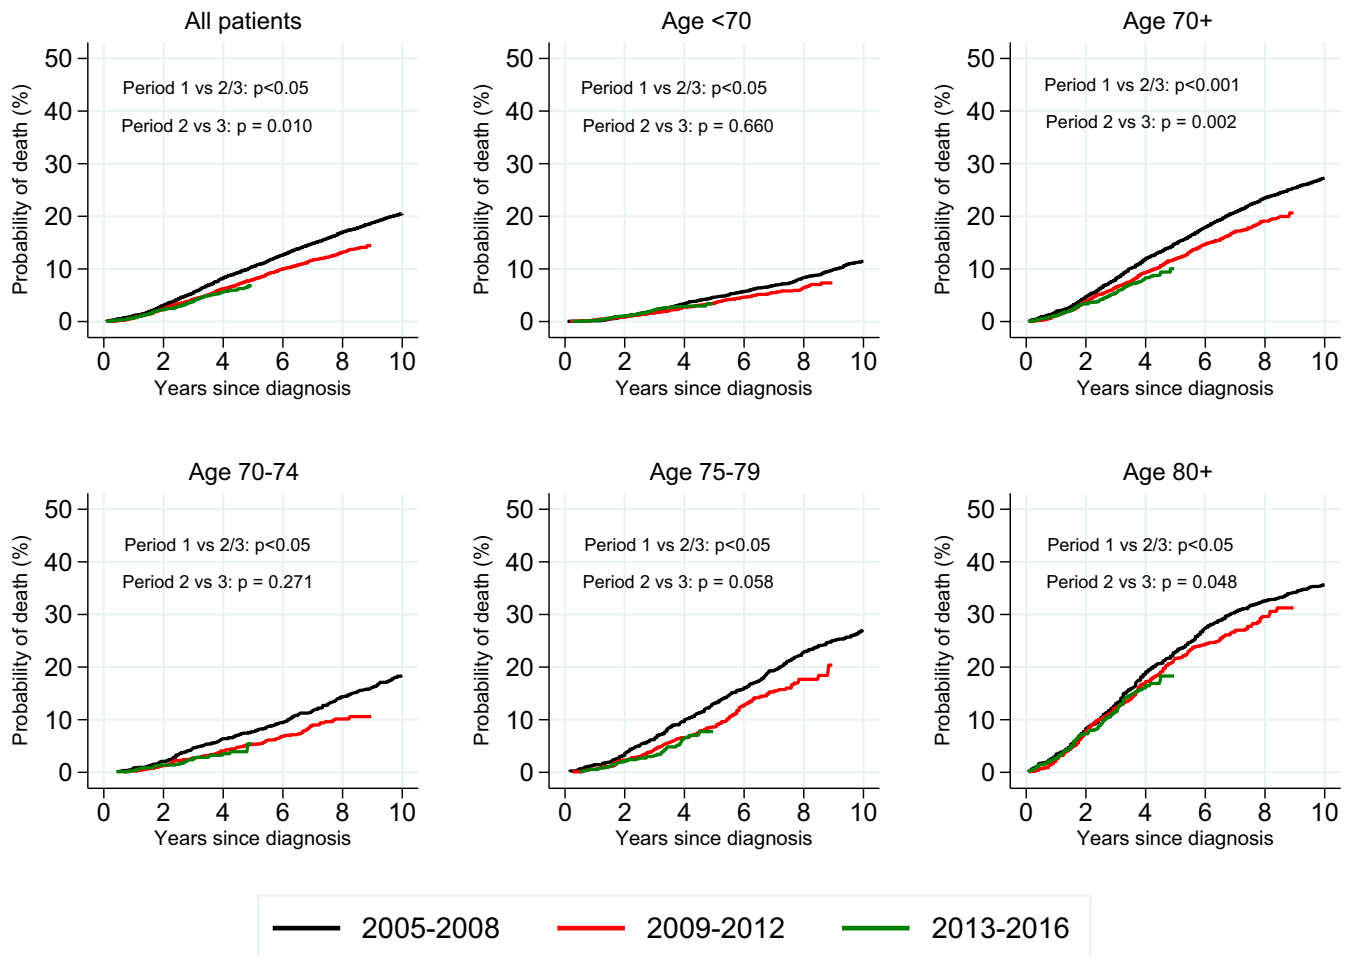 All patients
Probability of death (%)
50
40
30
20
10
0
Period 1 vs 2/3: p<0.05
Period 2 vs 3: p = 0.010
0 2 4 6 8 10
Years since diagnosis
Age <70
Probability of death (%)
50
40
30
20
10
0
Period 1 vs 2/3: p<0.05
Period 2 vs 3: p = 0.660
0 2 4 6 8 10
Years since diagnosis
Age 70+
Probability of death (%)
50
40
30
20
10
0
Period 1 vs 2/3: p<0.001
Period 2 vs 3: p = 0.002
0 2 4 6 8 10
Years since diagnosis
Age 70-74
Probability of death (%)
50
40
30
20
10
0
Period 1 vs 2/3: p<0.05
Period 2 vs 3: p = 0.271
0 2 4 6 8 10
Years since diagnosis
Age 75-79
Probability of death (%)
50
40
30
20
10
0
Period 1 vs 2/3: p<0.05
Period 2 vs 3: p = 0.058
0 2 4 6 8 10
Years since diagnosis
Age 80+
Probability of death (%)
50
40
30
20
10
0
Period 1 vs 2/3: p<0.05
Period 2 vs 3: p = 0.048
0 2 4 6 8 10
Years since diagnosis
2005-2008 2009-2012 2013-2016